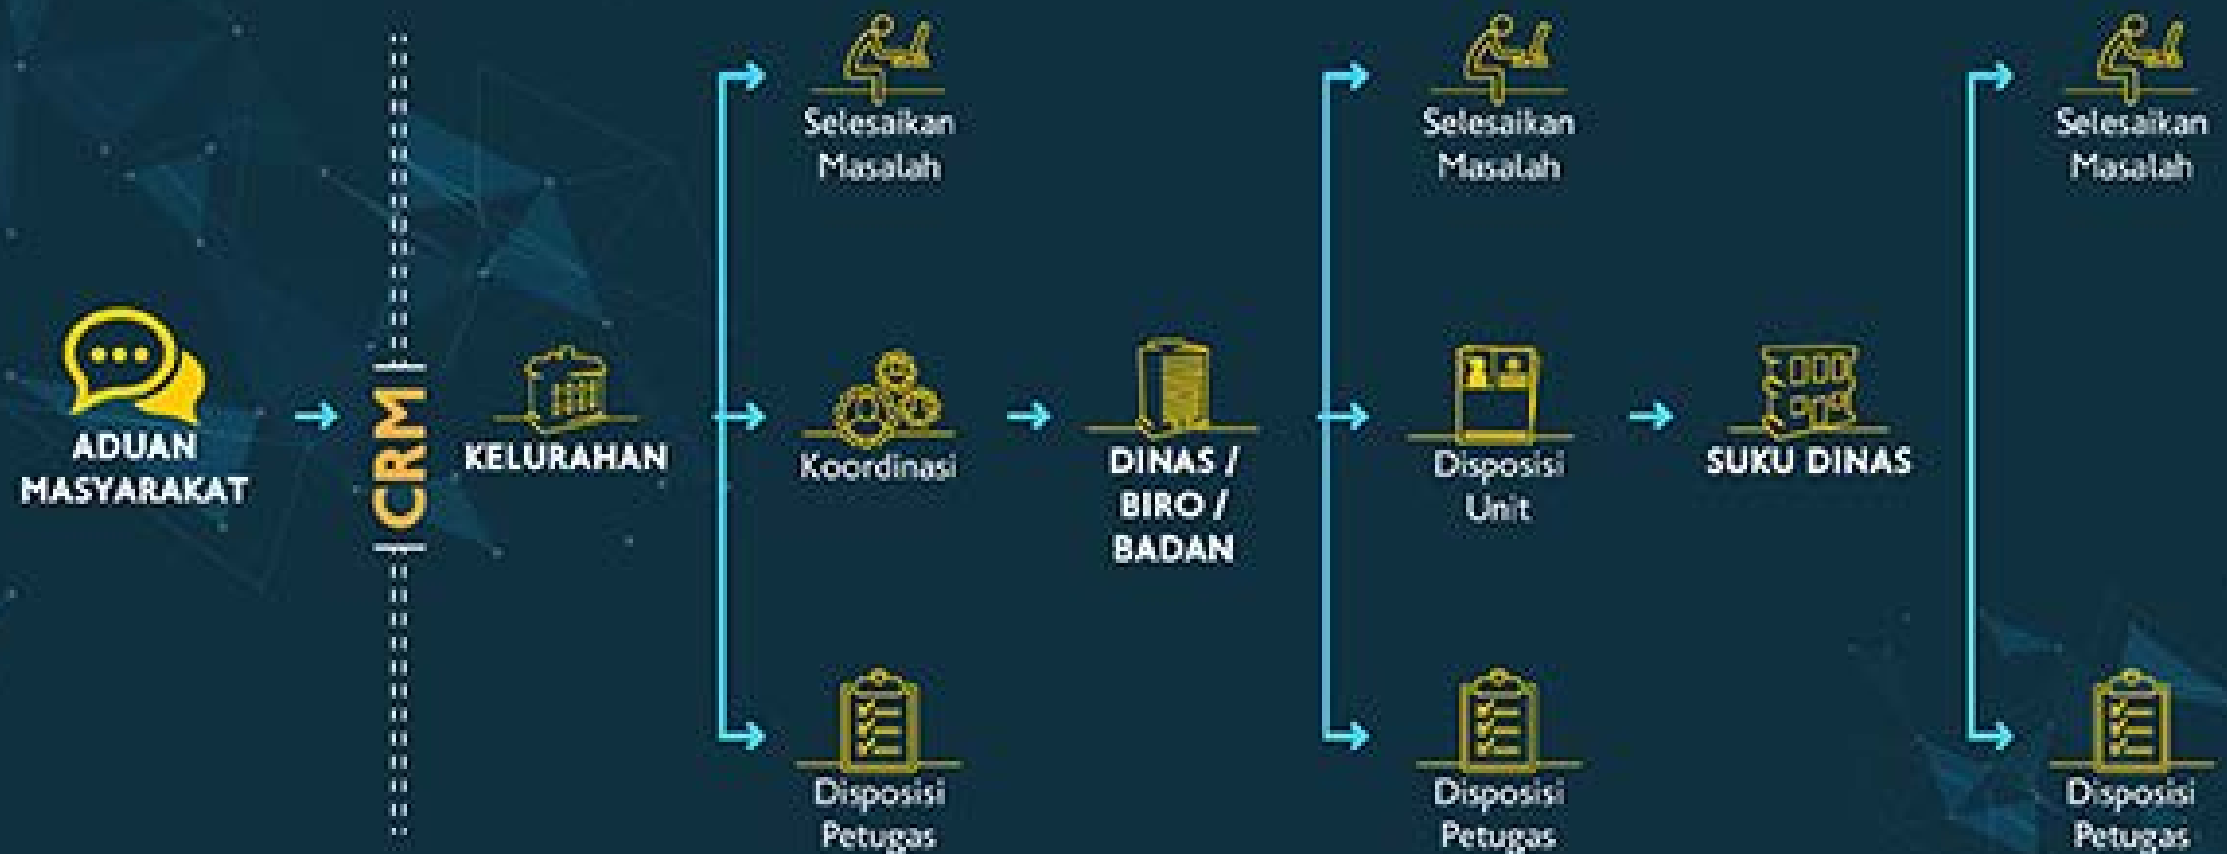 ADUAN
MASYARAKAT
CRM
KELURAHAN
Selesaikan
Masalah
Koordinasi
Disposisi
Petugas
DINAS /
BIRO /
BADAN
Selesaikan
Masalah
Disposisi
Unit
Disposisi
Petugas
SUKU DINAS
Selesaikan
Masalah
Disposisi
Petugas